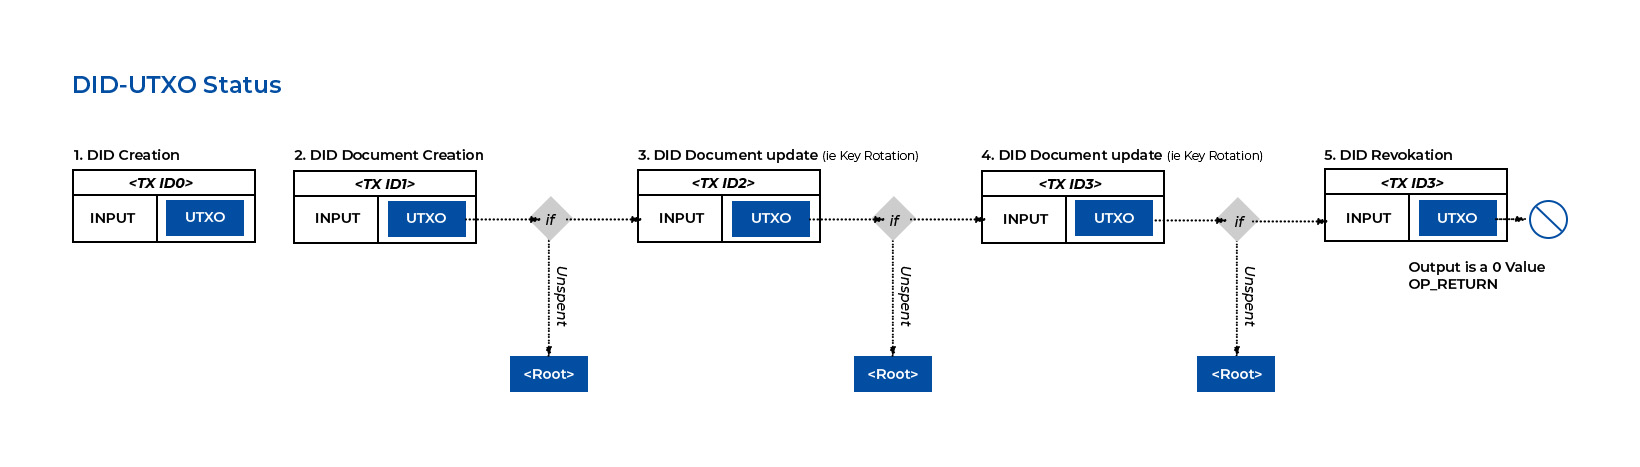 DID-UTXO Status
1. DID Creation
2. DID Document Creation
3. DID Document update (ie Key Rotation)
4. DID Document update (ie Key Rotation)
5. DID Revokation
<TX ID0>
<TX ID1>
<TX ID2>
<TX ID3>
<TX ID3>
INPUT
UTXO
INPUT
UTXO
if
INPUT
UTXO
if
INPUT
UTXO
if
INPUT
UTXO
Unspent
Unspent
Unspent
Output is a 0 Value
OP_RETURN
<Root>
<Root>
<Root>